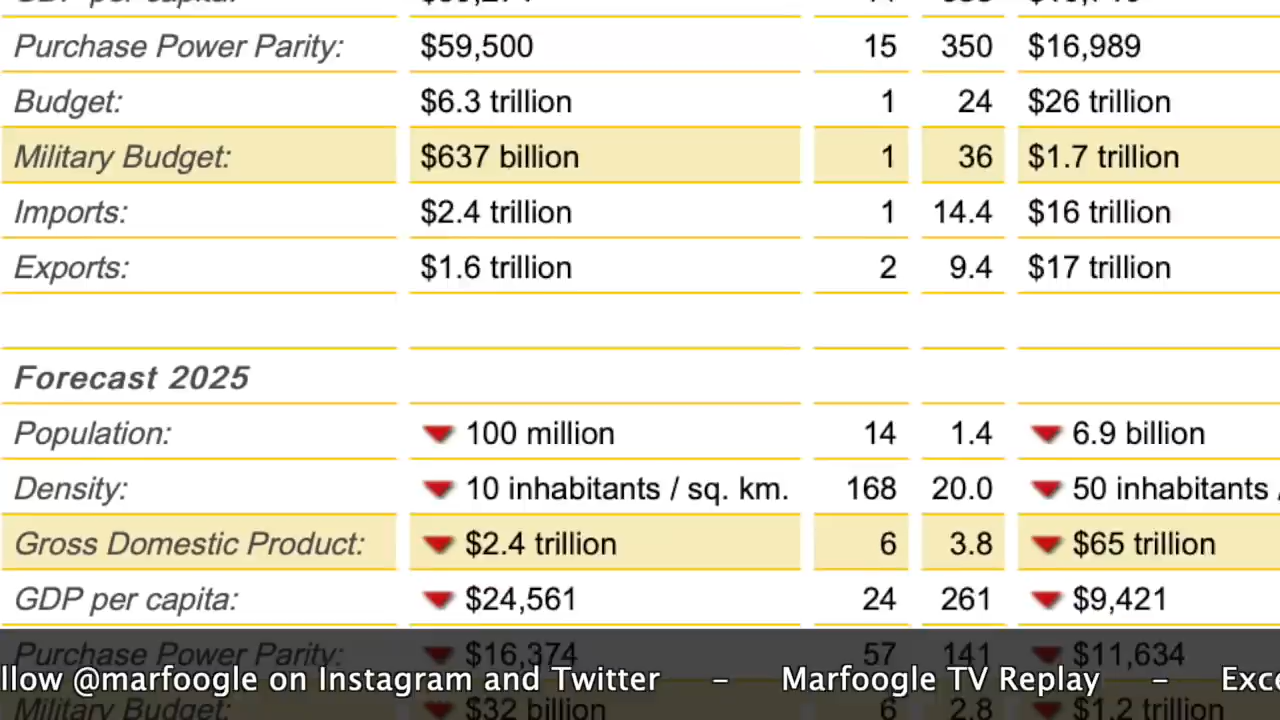 GDP per capita:
Purchase Power Parity: $59,500 15 350 $16,989
Budget: $6.3 trillion 1 24 $26 trillion
Military Budget: $637 billion 1 36 $1.7 trillion
Imports: $2.4 trillion 1 14.4 $16 trillion
Exports: $1.6 trillion 2 9.4 $17 trillion
Forecast 2025
Population: 100 million 14 1.4 6.9 billion
Density: 10 inhabitants / sq. km. 168 20.0 50 inhabitants /
Gross Domestic Product: $2.4 trillion 6 3.8 $65 trillion
GDP per capita: $24,561 24 261 $9,421
Purchase Power Parity: $16,374 57 141 $11,634
llow @marfoogle on Instagram and Twitter – Marfoogle TV Replay – Exce
Military Budget: $32 billion 6 2.8 $1.2 trillion